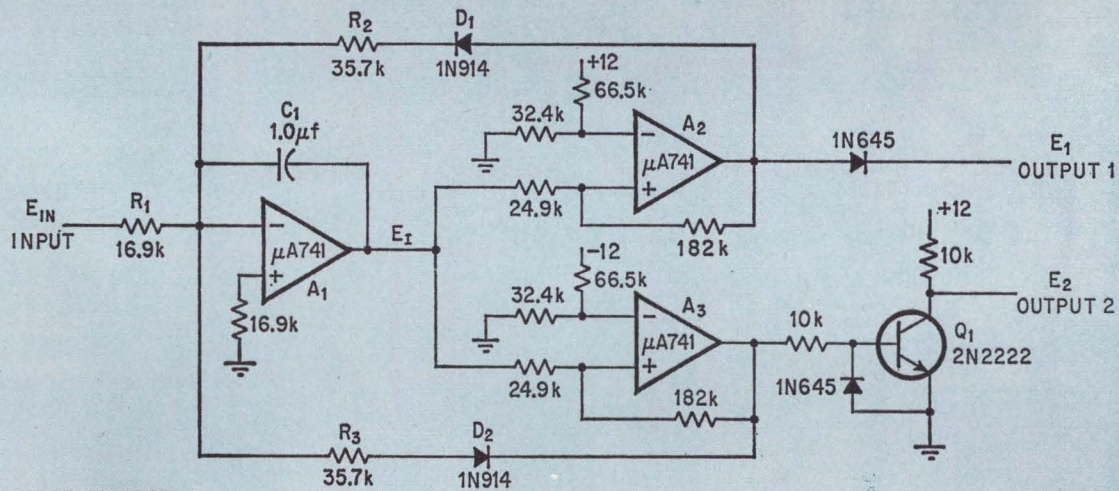 R2
35.7k
D1
1N914
C1
1.0µf
+12
66.5k
32.4k
A2
µA741
−
+
24.9k
182k
1N645
E1
OUTPUT 1
EIN
INPUT
R1
16.9k
−
µA741
+
A1
16.9k
EI
-12
66.5k
32.4k
A3
−
µA741
+
24.9k
182k
+12
10k
E2
OUTPUT 2
10k
Q1
2N2222
1N645
R3
35.7k
D2
1N914